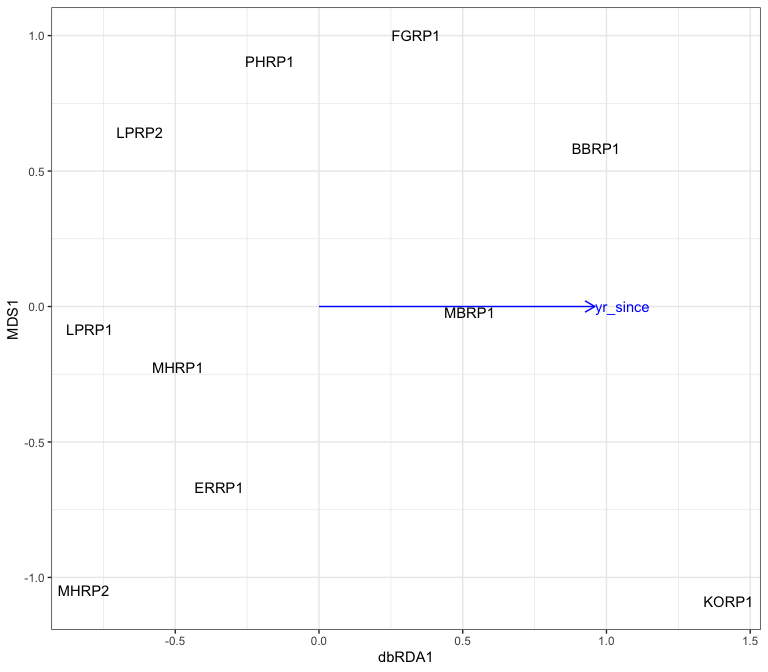 1.0
FGRP1
PHRP1
LPRP2
BBRP1
0.5
MDS1
0.0
yr_since
MBRP1
LPRP1
MHRP1
-0.5
ERRP1
-1.0
MHRP2
KORP1
-0.5 0.0 0.5 1.0 1.5
dbRDA1